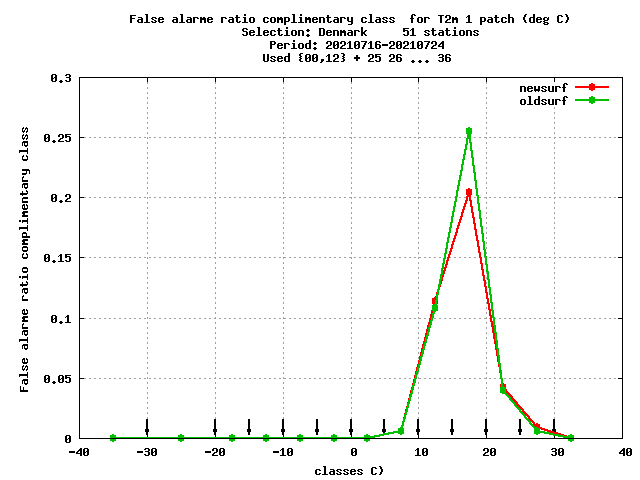 False alarme ratio complimentary class  for T2m 1 patch (deg C)
Selection: Denmark     51 stations
Period: 20210716-20210724
Used {00,12} + 25 26 ... 36
newsurf
oldsurf
False alarme ratio complimentary class
0.3
0.25
0.2
0.15
0.1
0.05
0
-40 -30 -20 -10 0 10 20 30 40
classes C)